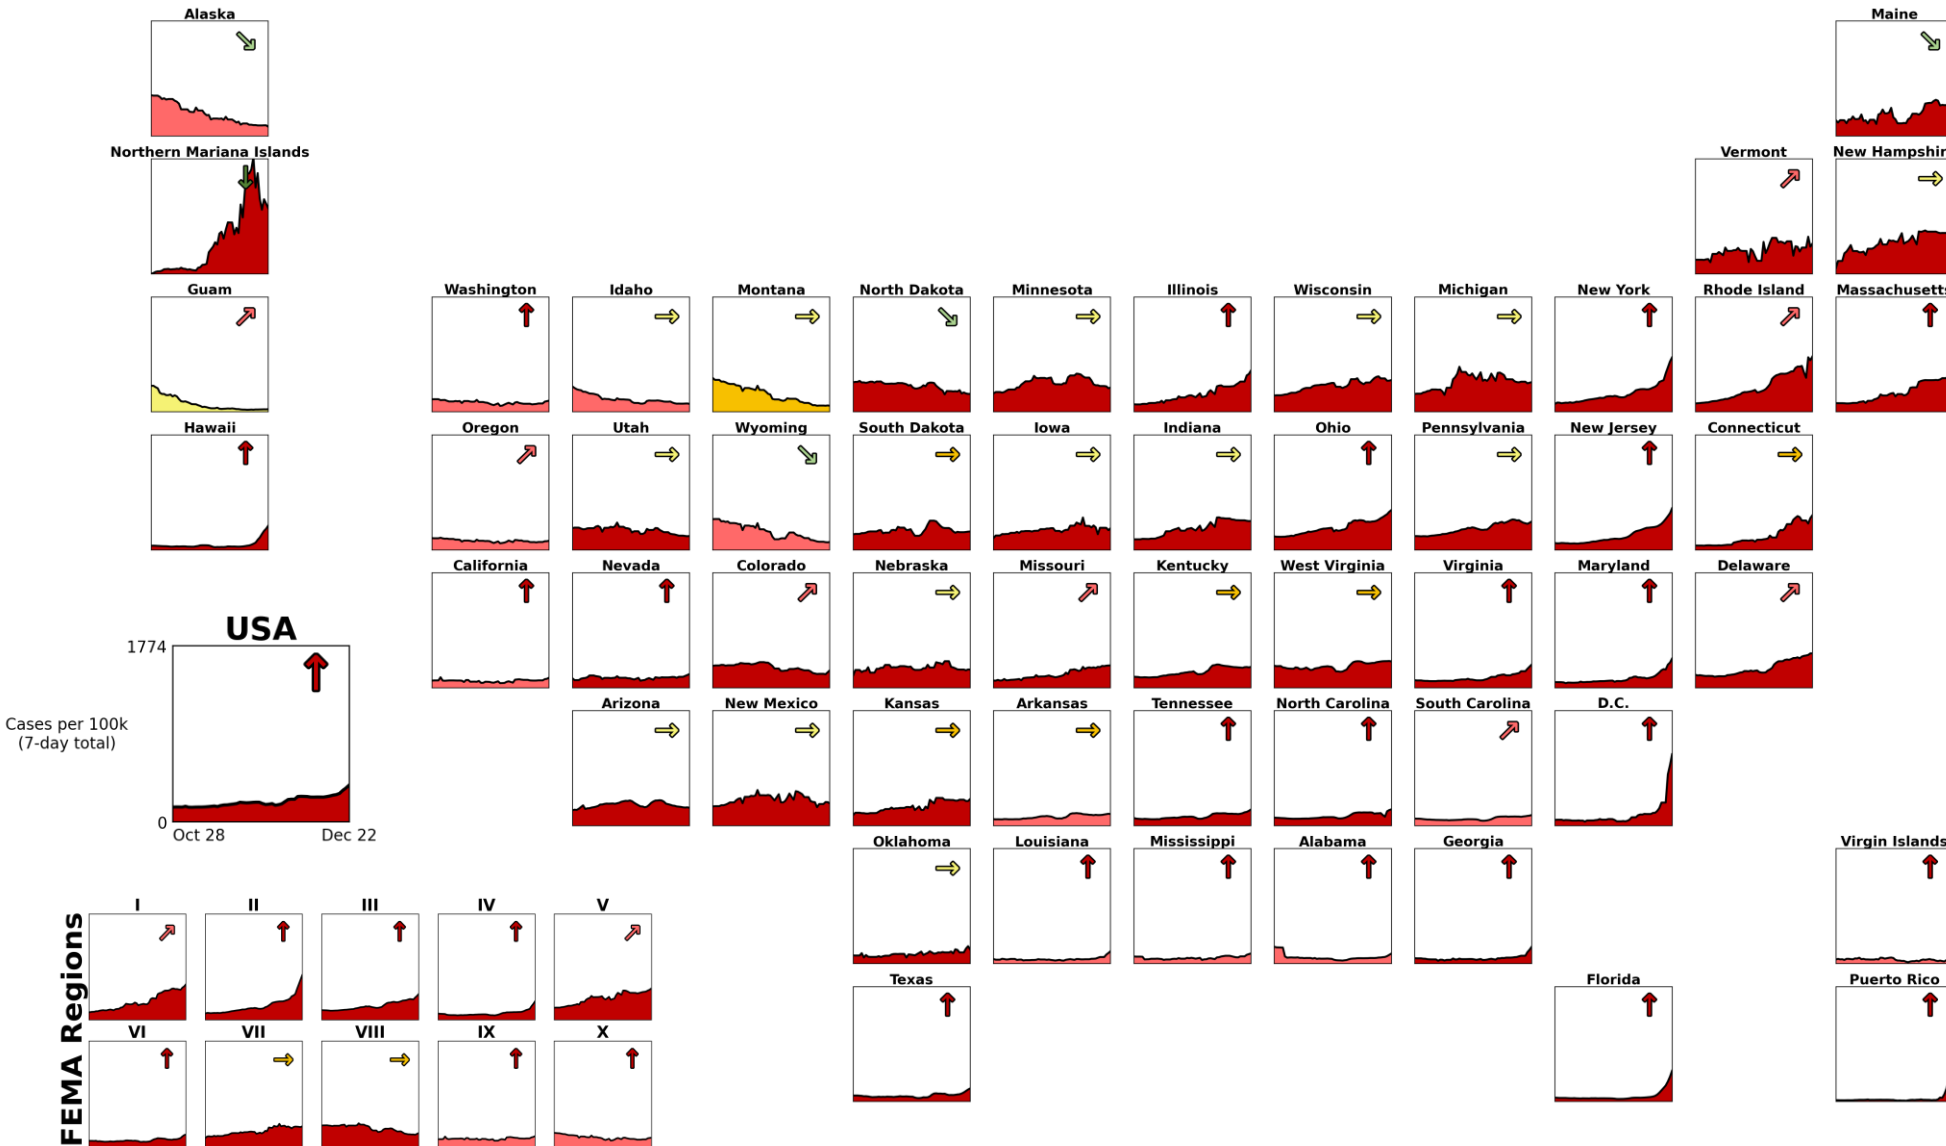 Alaska
Maine
Northern Mariana Islands
Vermont
New Hampshir
Guam
Washington
Idaho
Montana
North Dakota
Minnesota
Illinois
Wisconsin
Michigan
New York
Rhode Island
Massachusetts
Hawaii
Oregon
Utah
Wyoming
South Dakota
Iowa
Indiana
Ohio
Pennsylvania
New Jersey
Connecticut
California
Nevada
Colorado
Nebraska
Missouri
Kentucky
West Virginia
Virginia
Maryland
Delaware
USA
1774
Cases per 100k
(7-day total)
0
Oct 28
Dec 22
Arizona
New Mexico
Kansas
Arkansas
Tennessee
North Carolina
South Carolina
D.C.
Oklahoma
Louisiana
Mississippi
Alabama
Georgia
Virgin Islands
Texas
Florida
Puerto Rico
FEMA Regions
I
II
III
IV
V
VI
VII
VIII
IX
X